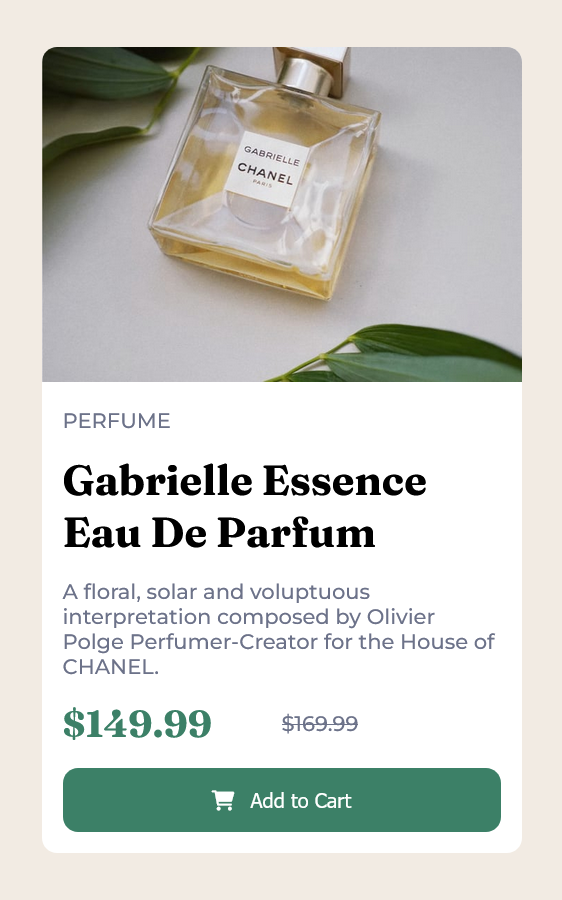 GABRIELLE
CHANEL
PARIS
PERFUME
Gabrielle Essence
Eau De Parfum
A floral, solar and voluptuous
interpretation composed by Olivier
Polge Perfumer-Creator for the House of
CHANEL.
$149.99 $169.99
Add to Cart